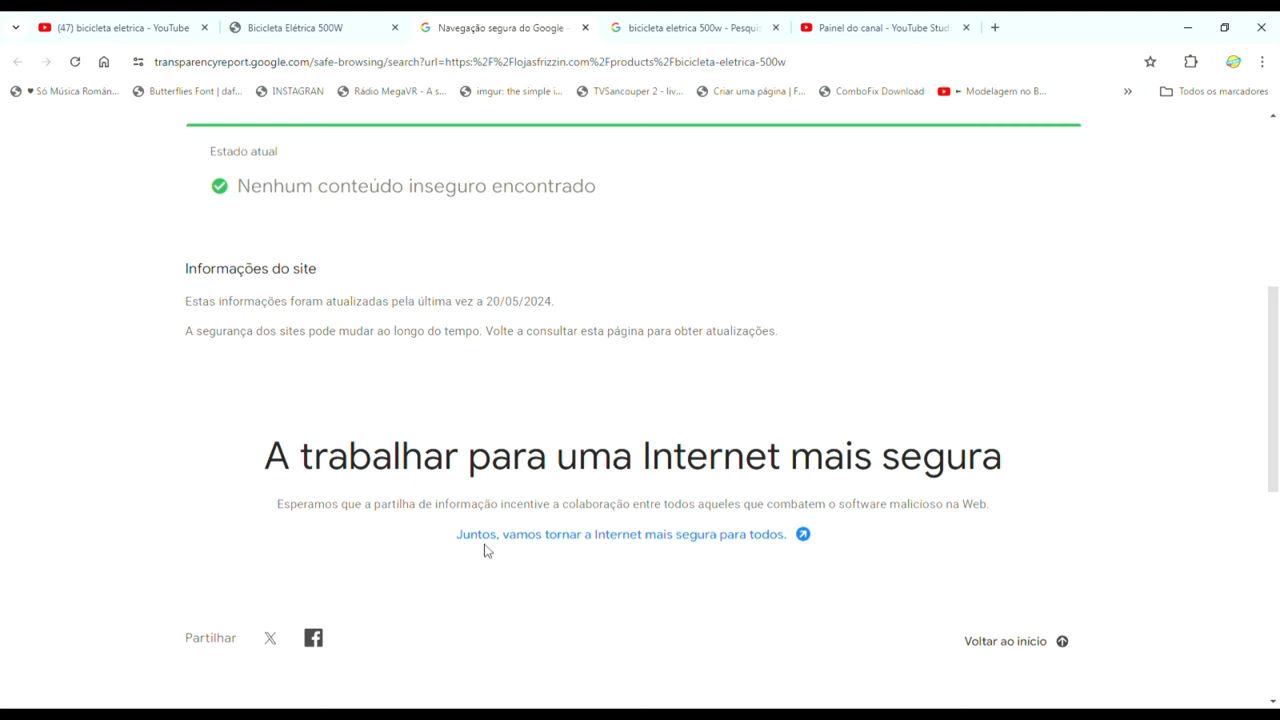 (47) bicicleta eletrica - YouTube
Bicicleta Elétrica 500W
Navegação segura do Google
bicicleta eletrica 500w - Pesquis
Painel do canal - YouTube Stud
transparencyreport.google.com/safe-browsing/search?url=https:%2F%2Flojasfrizzin.com%2Fproducts%2Fbicicleta-eletrica-500w
♥ Só Música Román...
Butterflies Font | daf...
INSTAGRAN
Rádio MegaVR - A s...
imgur: the simple i...
TVSancouper 2 - liv...
Criar uma página | F...
ComboFix Download
► Modelagem no B...
»
Todos os marcadores
Estado atual
Nenhum conteúdo inseguro encontrado
Informações do site
Estas informações foram atualizadas pela última vez a 20/05/2024.
A segurança dos sites pode mudar ao longo do tempo. Volte a consultar esta página para obter atualizações.
A trabalhar para uma Internet mais segura
Esperamos que a partilha de informação incentive a colaboração entre todos aqueles que combatem o software malicioso na Web.
Juntos, vamos tornar a Internet mais segura para todos.
Partilhar
Voltar ao início